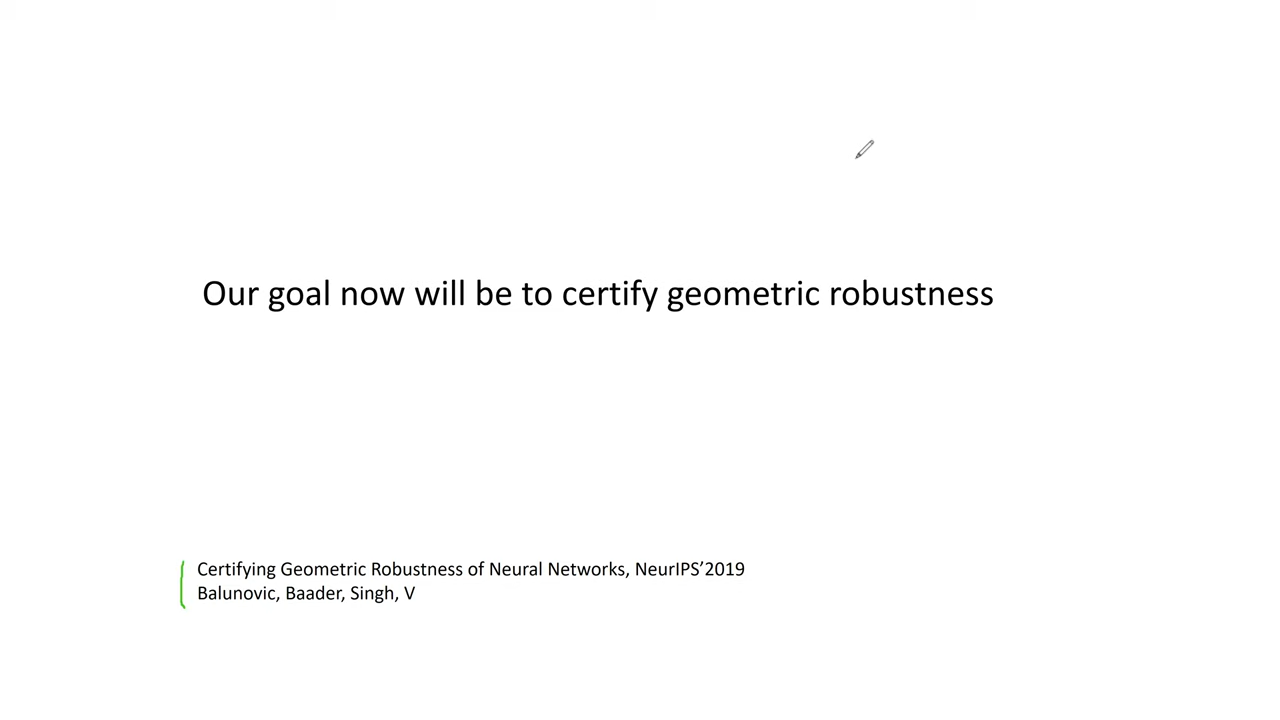 Our goal now will be to certify geometric robustness
Certifying Geometric Robustness of Neural Networks, NeurIPS’2019
Balunovic, Baader, Singh, V